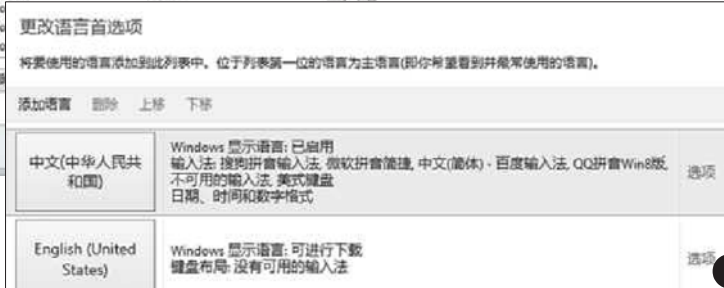 更改语言首选项
将要使用的语言添加到此列表中。位于列表第一位的语言为主语言(即你希望看到并最常使用的语言)。
添加语言 删除 上移 下移
中文(中华人民共
和国)
Windows 显示语言: 已启用
输入法: 搜狗拼音输入法, 微软拼音简捷, 中文(简体) - 百度输入法, QQ拼音Win8版,
不可用的输入法, 美式键盘
日期、时间和数字格式
选项
English (United
States)
Windows 显示语言: 可进行下载
键盘布局: 没有可用的输入法
选项